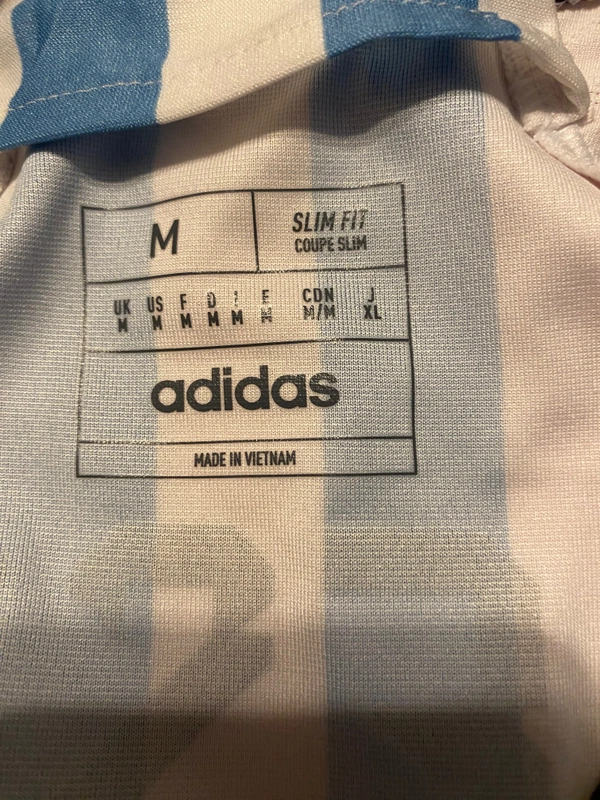 M
SLIM FIT
COUPE SLIM
UK US F D I E CDN J
M M M M M M M/M XL
adidas
MADE IN VIETNAM